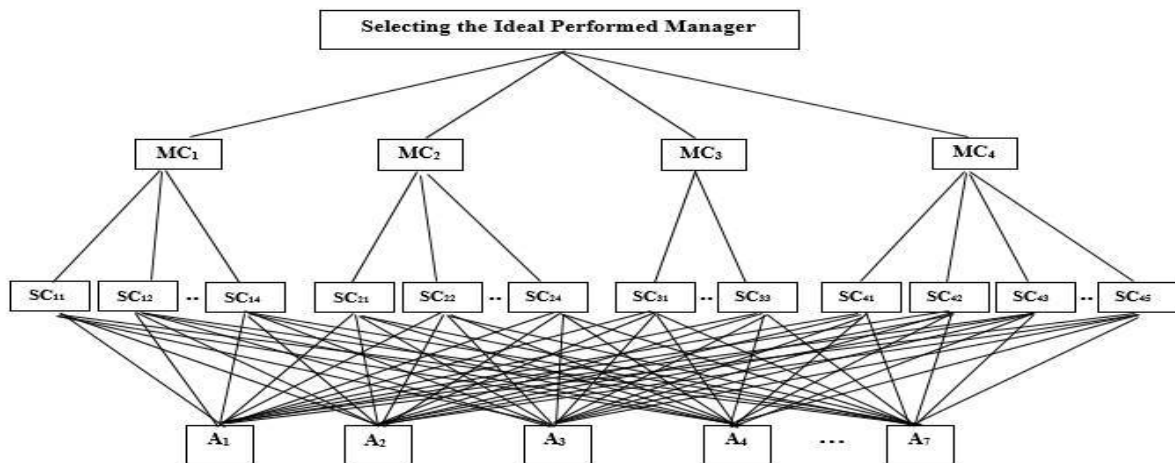 Selecting the Ideal Performed Manager
MC₁ MC₂ MC₃ MC₄
SC₁₁ SC₁₂ -- SC₁₄ SC₂₁ SC₂₂ -- SC₂₄ SC₃₁ -- SC₃₃ SC₄₁ SC₄₂ SC₄₃ -- SC₄₅
A₁ A₂ A₃ A₄ --- A₇